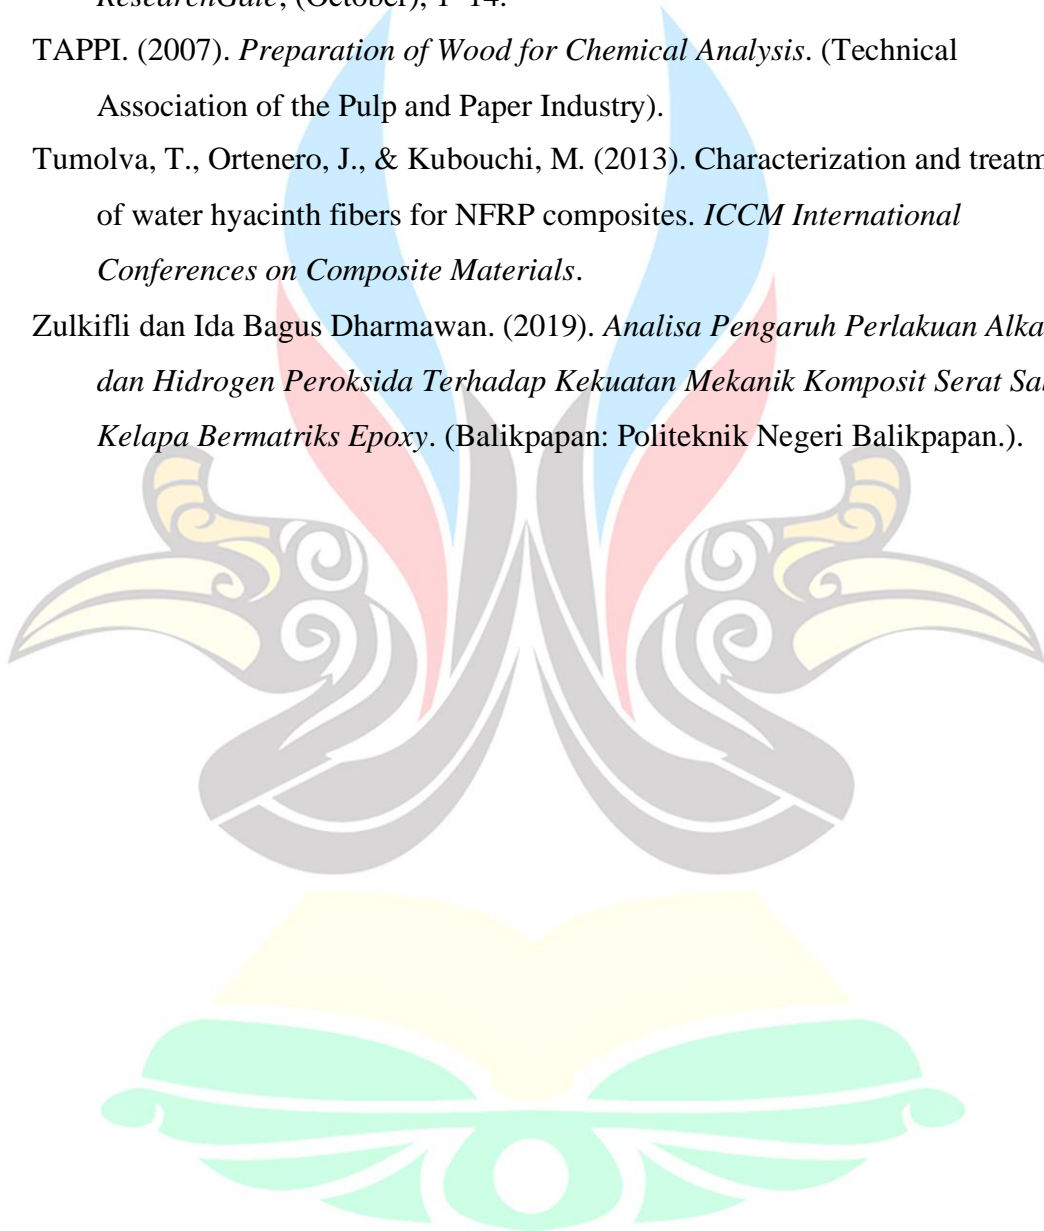 ResearchGate, (October), 1–14.
TAPPI. (2007). Preparation of Wood for Chemical Analysis. (Technical
Association of the Pulp and Paper Industry).
Tumolva, T., Ortenero, J., & Kubouchi, M. (2013). Characterization and treatm
of water hyacinth fibers for NFRP composites. ICCM International
Conferences on Composite Materials.
Zulkifli dan Ida Bagus Dharmawan. (2019). Analisa Pengaruh Perlakuan Alka
dan Hidrogen Peroksida Terhadap Kekuatan Mekanik Komposit Serat Sa
Kelapa Bermatriks Epoxy. (Balikpapan: Politeknik Negeri Balikpapan.).